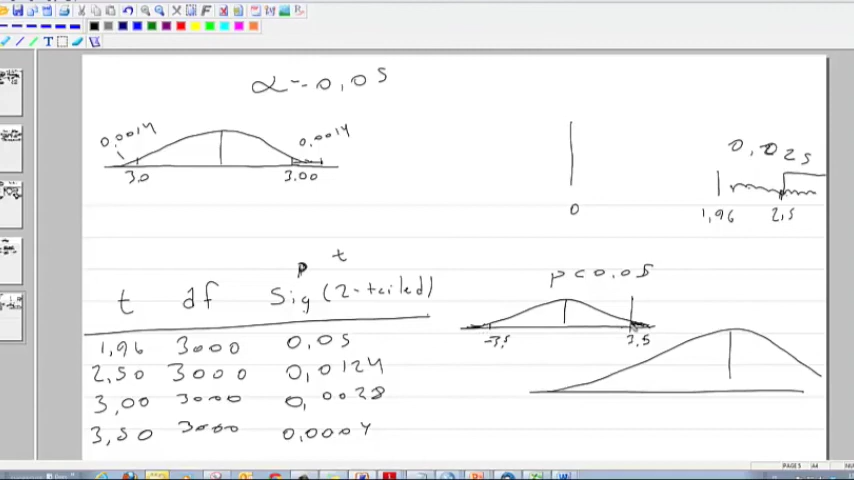 α = 0,05
0,0014
0,0014
3,0
3,00
0,025
0
1,96
2,5
p t
t df Sig (2-tailed)
1,96 3000 0,05
2,50 3000 0,0124
3,00 3000 0,0028
3,50 3000 0,0004
p < 0,05
-3,5
3,5